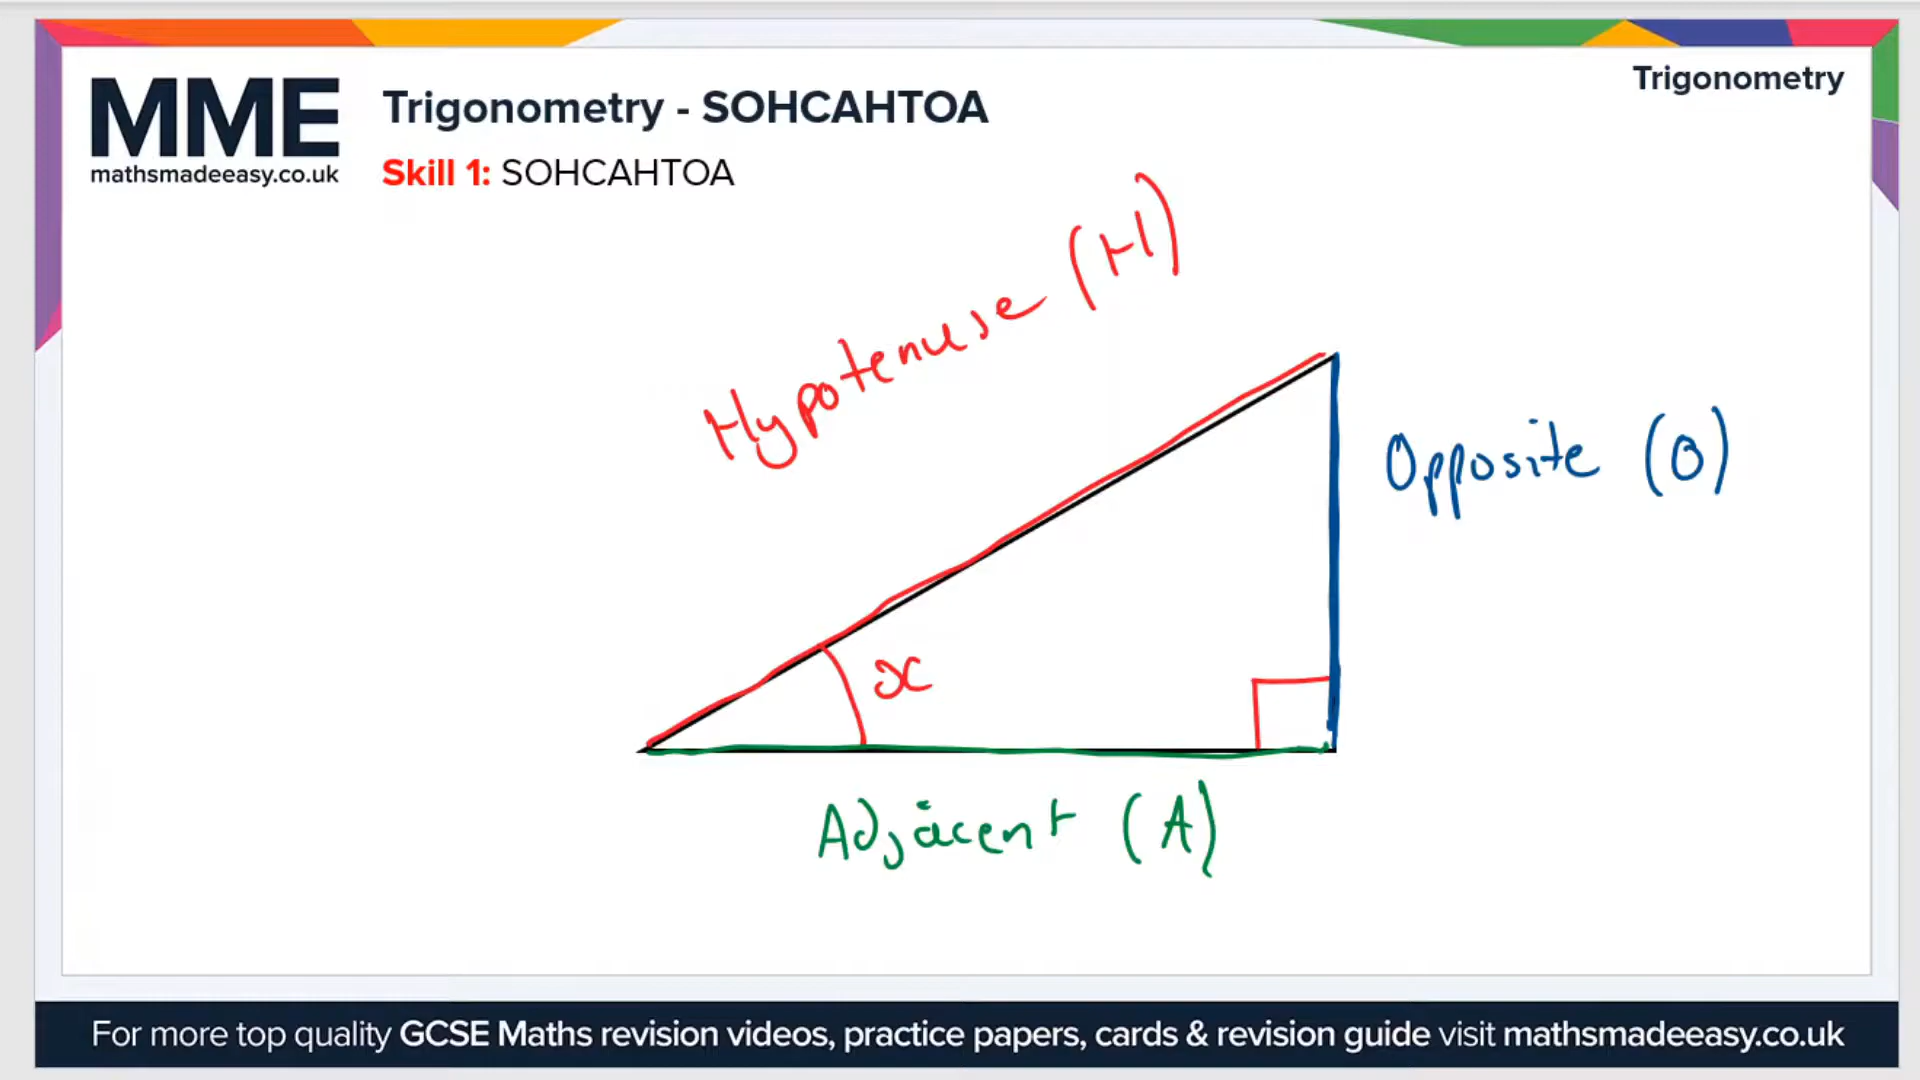 MME
mathsmadeeasy.co.uk
Trigonometry - SOHCAHTOA
Skill 1: SOHCAHTOA
Trigonometry
Hypotenuse (H)
Opposite (O)
x
Adjacent (A)
For more top quality GCSE Maths revision videos, practice papers, cards & revision guide visit mathsmadeeasy.co.uk